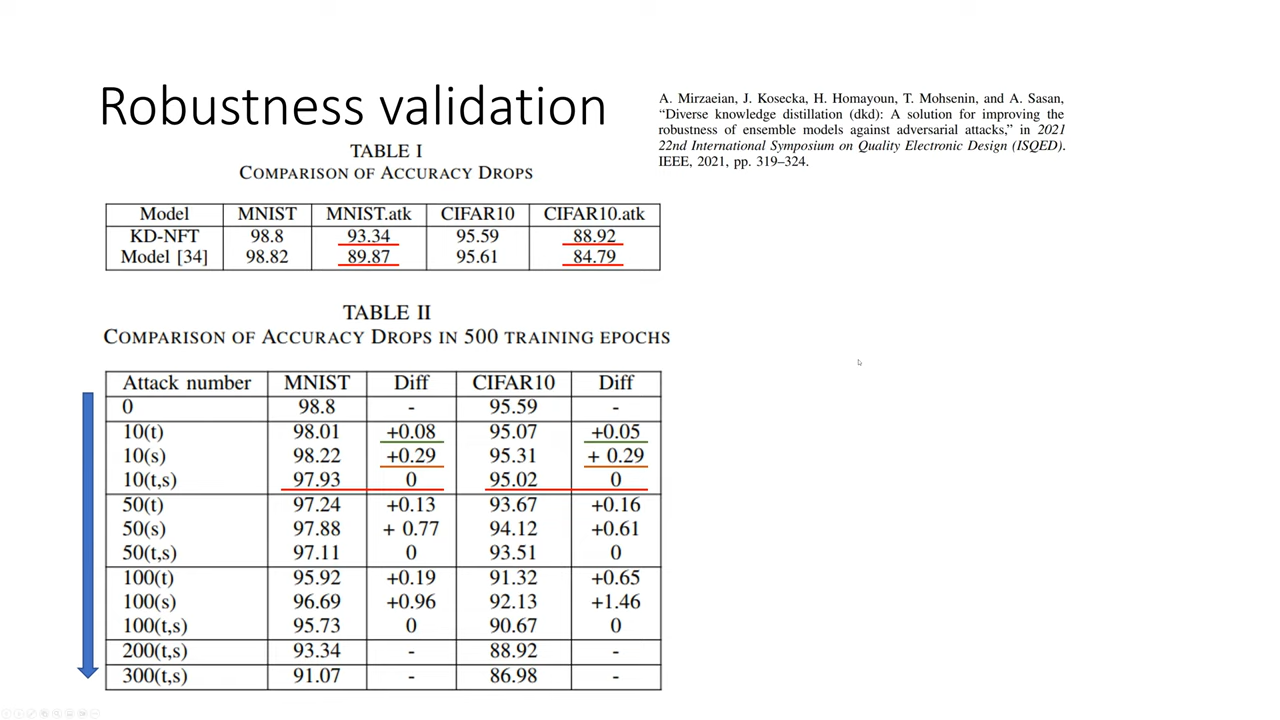 Robustness validation
A. Mirzaeian, J. Kosecka, H. Homayoun, T. Mohsenin, and A. Sasan,
“Diverse knowledge distillation (dkd): A solution for improving the
robustness of ensemble models against adversarial attacks,” in 2021
22nd International Symposium on Quality Electronic Design (ISQED).
IEEE, 2021, pp. 319–324.
TABLE I
COMPARISON OF ACCURACY DROPS
Model MNIST MNIST.atk CIFAR10 CIFAR10.atk
KD-NFT 98.8 93.34 95.59 88.92
Model [34] 98.82 89.87 95.61 84.79
TABLE II
COMPARISON OF ACCURACY DROPS IN 500 TRAINING EPOCHS
Attack number MNIST Diff CIFAR10 Diff
0 98.8 - 95.59 -
10(t) 98.01 +0.08 95.07 +0.05
10(s) 98.22 +0.29 95.31 + 0.29
10(t,s) 97.93 0 95.02 0
50(t) 97.24 +0.13 93.67 +0.16
50(s) 97.88 + 0.77 94.12 +0.61
50(t,s) 97.11 0 93.51 0
100(t) 95.92 +0.19 91.32 +0.65
100(s) 96.69 +0.96 92.13 +1.46
100(t,s) 95.73 0 90.67 0
200(t,s) 93.34 - 88.92 -
300(t,s) 91.07 - 86.98 -